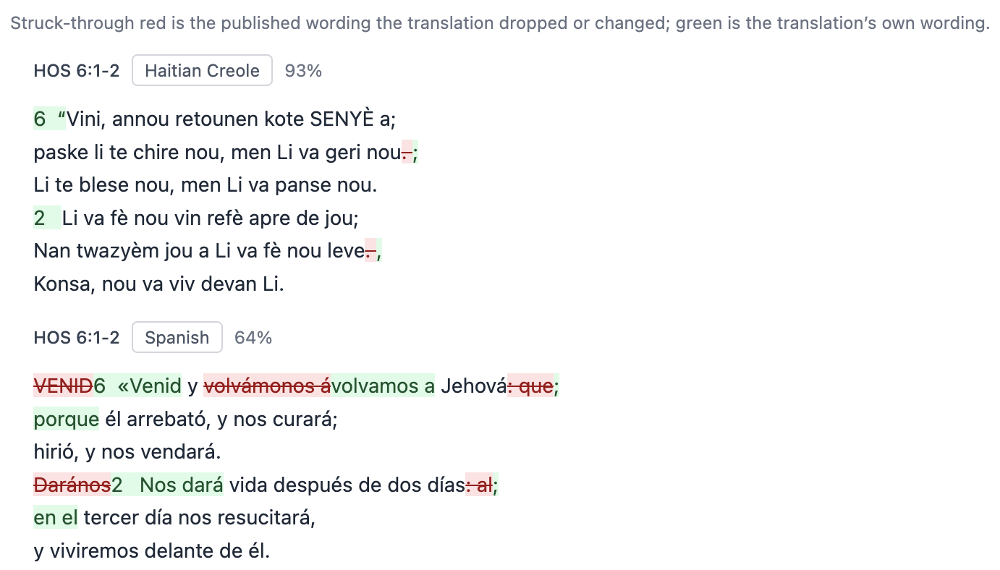 Struck-through red is the published wording the translation dropped or changed; green is the translation’s own wording.
HOS 6:1-2 Haitian Creole 93%
6 “Vini, annou retounen kote SENYÈ a;
paske li te chire nou, men Li va geri nou. ;
Li te blese nou, men Li va panse nou.
2 Li va fè nou vin refè apre de jou;
Nan twazyèm jou a Li va fè nou leve. ,
Konsa, nou va viv devan Li.
HOS 6:1-2 Spanish 64%
VENID6 «Venid y volvámonos ávolvamos a Jehová: que;
porque él arrebató, y nos curará;
hirió, y nos vendará.
Darános2 Nos dará vida después de dos días: al;
en el tercer día nos resucitará,
y viviremos delante de él.